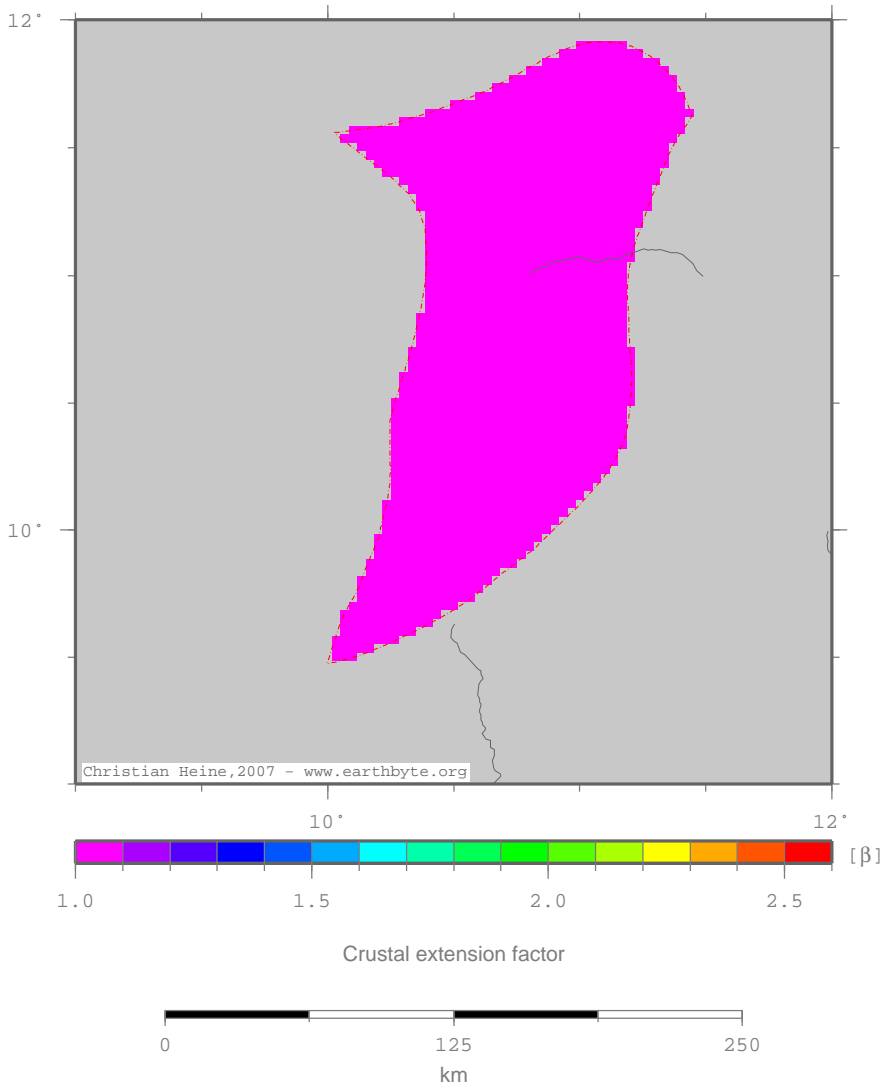 12°
10°
Christian Heine,2007 - www.earthbyte.org
10° 12°
[β]
1.0 1.5 2.0 2.5
Crustal extension factor
0 125 250
km